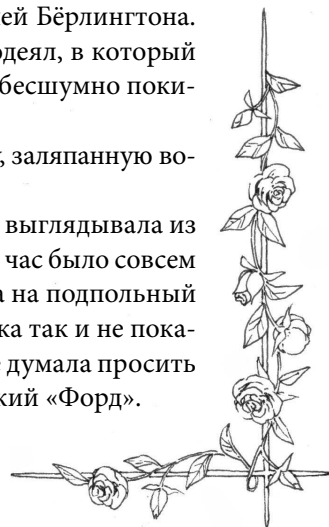 лей Бёрлингтона.
одеял, в который
бесшумно поки-
, заляпанную во-
выглядывала из
час было совсем
а на подпольный
ка так и не пока-
е думала просить
кий «Форд».